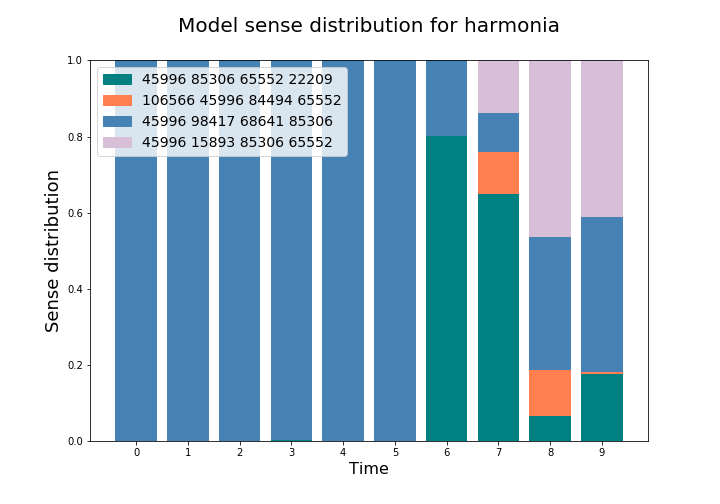 Model sense distribution for harmonia
1.0
0.8
0.6
0.4
0.2
0.0
Sense distribution
45996 85306 65552 22209
106566 45996 84494 65552
45996 98417 68641 85306
45996 15893 85306 65552
0 1 2 3 4 5 6 7 8 9
Time